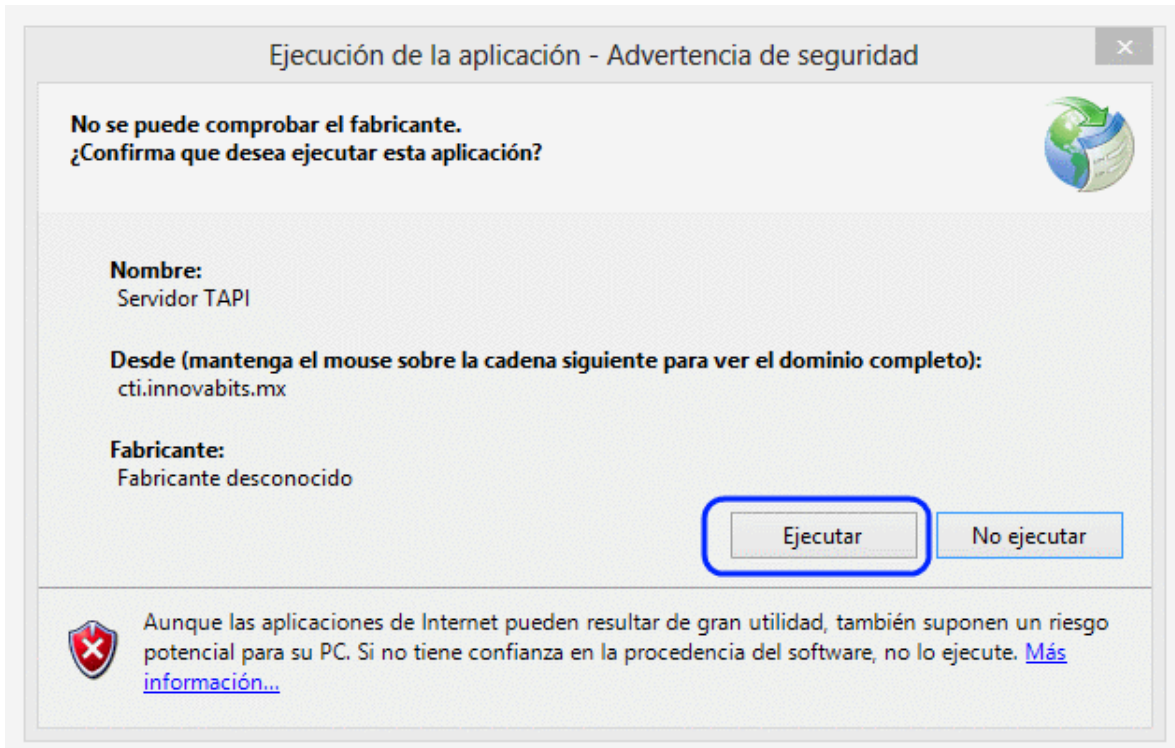 Ejecución de la aplicación - Advertencia de seguridad
No se puede comprobar el fabricante.
¿Confirma que desea ejecutar esta aplicación?
Nombre:
Servidor TAPI
Desde (mantenga el mouse sobre la cadena siguiente para ver el dominio completo):
cti.innovabits.mx
Fabricante:
Fabricante desconocido
Ejecutar No ejecutar
Aunque las aplicaciones de Internet pueden resultar de gran utilidad, también suponen un riesgo
potencial para su PC. Si no tiene confianza en la procedencia del software, no lo ejecute. Más
información...